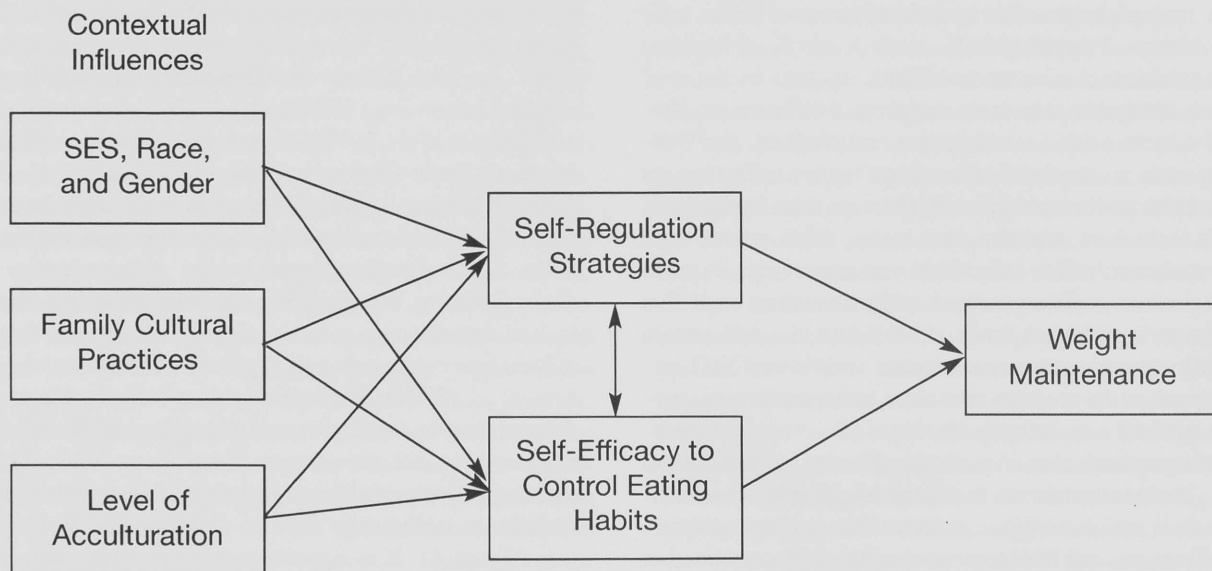 Contextual
Influences
SES, Race,
and Gender
Family Cultural
Practices
Level of
Acculturation
Self-Regulation
Strategies
Self-Efficacy to
Control Eating
Habits
Weight
Maintenance